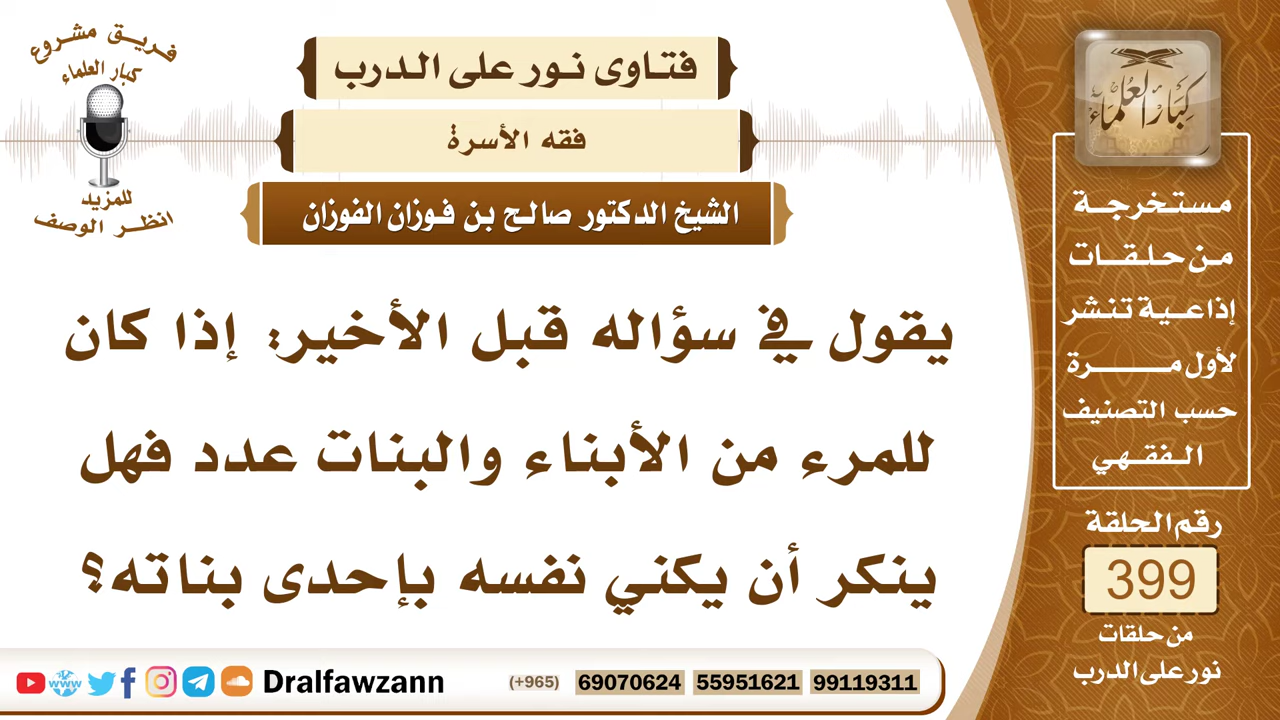 فريق مشروع
كبار العلماء
للمزيد
انظر الوصف
فتاوى نور على الدرب
فقه الأسرة
الشيخ الدكتور صالح بن فوزان الفوزان
يقول في سؤاله قبل الأخير: إذا كان
للمرء من الأبناء والبنات عدد فهل
ينكر أن يكني نفسه بإحدى بناته؟
كبار العلماء
مستخرجة
من حلقات
إذاعية تنشر
لأول مرة
حسب التصنيف
الفقهي
رقم الحلقة
399
من حلقات
نور على الدرب
www Dralfawzann (+965) 69070624 55951621 99119311